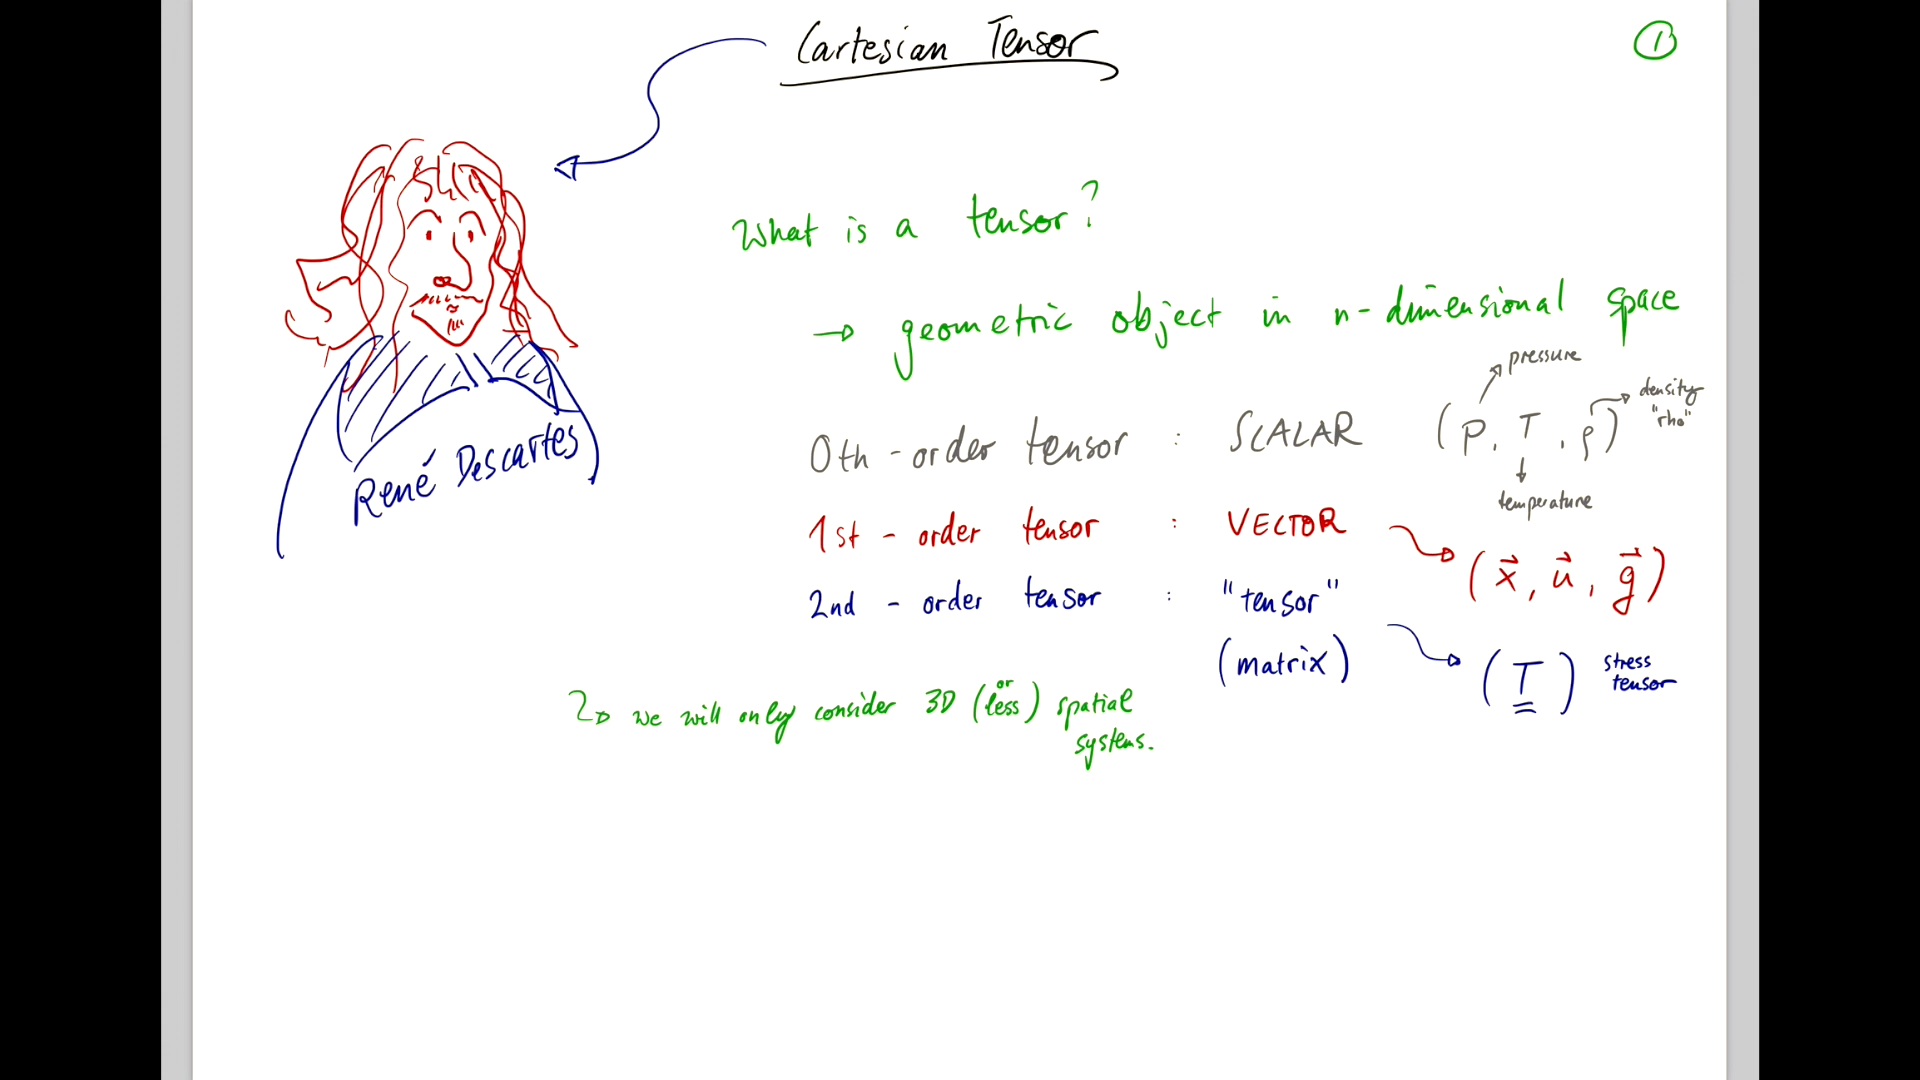 Cartesian Tensor
1
What is a tensor?
→ geometric object in n-dimensional space
pressure
density
"rho"
0th-order tensor : SCALAR (p, T, ρ)
temperature
1st-order tensor : VECTOR
(x⃗, u⃗, g⃗)
2nd-order tensor : "tensor"
(matrix)
(T) stress
tensor
René Descartes
we will only consider 3D (or less) spatial
systems.